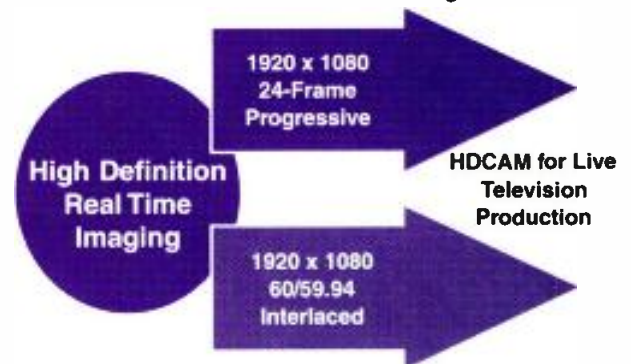 1920 x 1080
24-Frame
Progressive
High Definition
Real Time
Imaging
HDCAM for Live
Television
Production
1920 x 1080
60/59.94
Interlaced